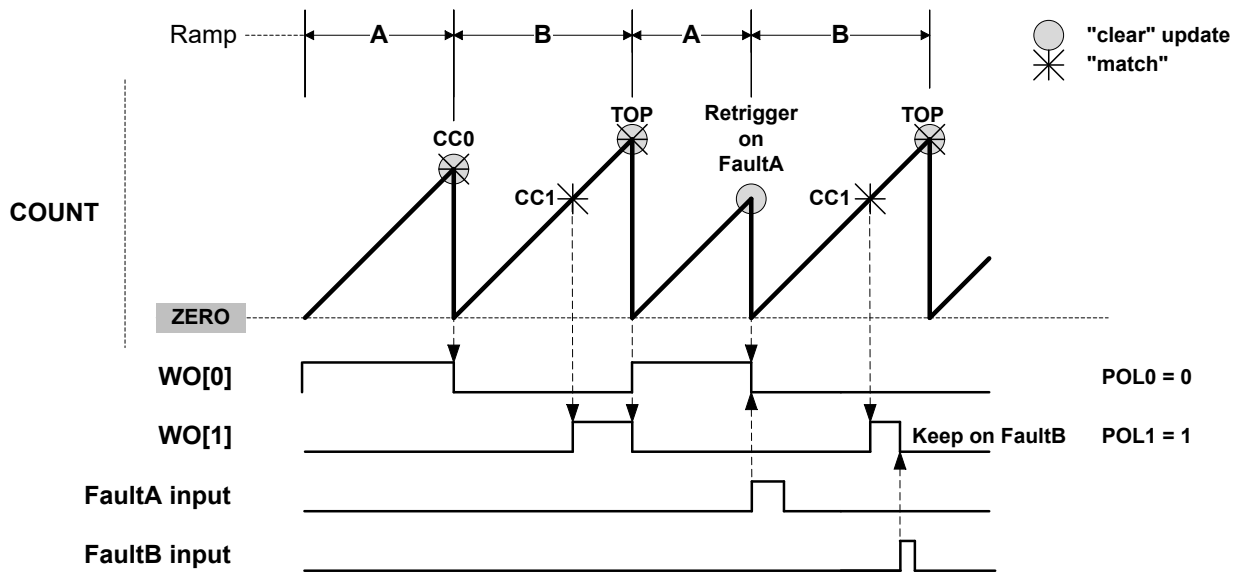 Ramp
A
B
A
B
"clear" update
"match"
TOP
Retrigger
on
FaultA
TOP
CC0
CC1
CC1
COUNT
ZERO
WO[0]
POL0 = 0
WO[1]
Keep on FaultB
POL1 = 1
FaultA input
FaultB input